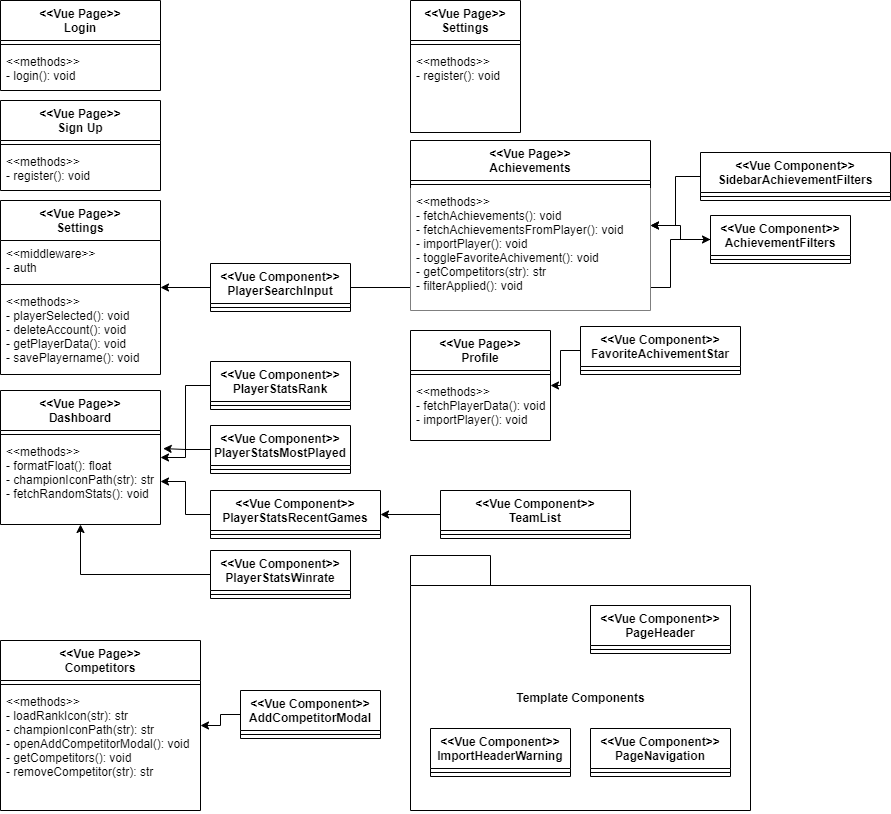 <<Vue Page>>
Login
<<methods>>
- login(): void
<<Vue Page>>
Sign Up
<<methods>>
- register(): void
<<Vue Page>>
Settings
<<middleware>>
- auth
<<methods>>
- playerSelected(): void
- deleteAccount(): void
- getPlayerData(): void
- savePlayername(): void
<<Vue Component>>
PlayerSearchInput
<<Vue Page>>
Dashboard
<<methods>>
- formatFloat(): float
- championIconPath(str): str
- fetchRandomStats(): void
<<Vue Component>>
PlayerStatsRank
<<Vue Component>>
PlayerStatsMostPlayed
<<Vue Component>>
PlayerStatsRecentGames
<<Vue Component>>
TeamList
<<Vue Component>>
PlayerStatsWinrate
<<Vue Page>>
Competitors
<<methods>>
- loadRankIcon(str): str
- championIconPath(str): str
- openAddCompetitorModal(): void
- getCompetitors(): void
- removeCompetitor(str): str
<<Vue Component>>
AddCompetitorModal
<<Vue Page>>
Settings
<<methods>>
- register(): void
<<Vue Page>>
Achievements
<<methods>>
- fetchAchievements(): void
- fetchAchievementsFromPlayer(): void
- importPlayer(): void
- toggleFavoriteAchivement(): void
- getCompetitors(str): str
- filterApplied(): void
<<Vue Component>>
SidebarAchievementFilters
<<Vue Component>>
AchievementFilters
<<Vue Page>>
Profile
<<methods>>
- fetchPlayerData(): void
- importPlayer(): void
<<Vue Component>>
FavoriteAchivementStar
<<Vue Component>>
PageHeader
Template Components
<<Vue Component>>
ImportHeaderWarning
<<Vue Component>>
PageNavigation